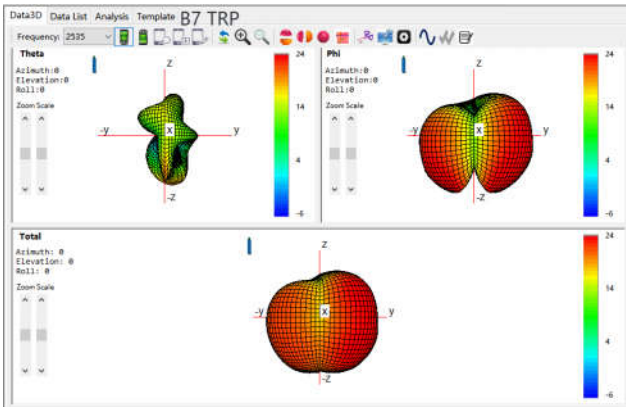 Data3D Data List Analysis Template B7 TRP
Frequency: 2535
Theta
Azimuth:0
Elevation:0
Roll:0
Zoom Scale
Z
-y
X
y
-Z
24
14
4
-6
Phi
Azimuth:0
Elevation:0
Roll:0
Zoom Scale
Z
-y
X
y
-Z
24
14
4
-6
Total
Azimuth: 0
Elevation: 0
Roll: 0
Zoom Scale
Z
-y
X
y
-Z
24
14
4
-6